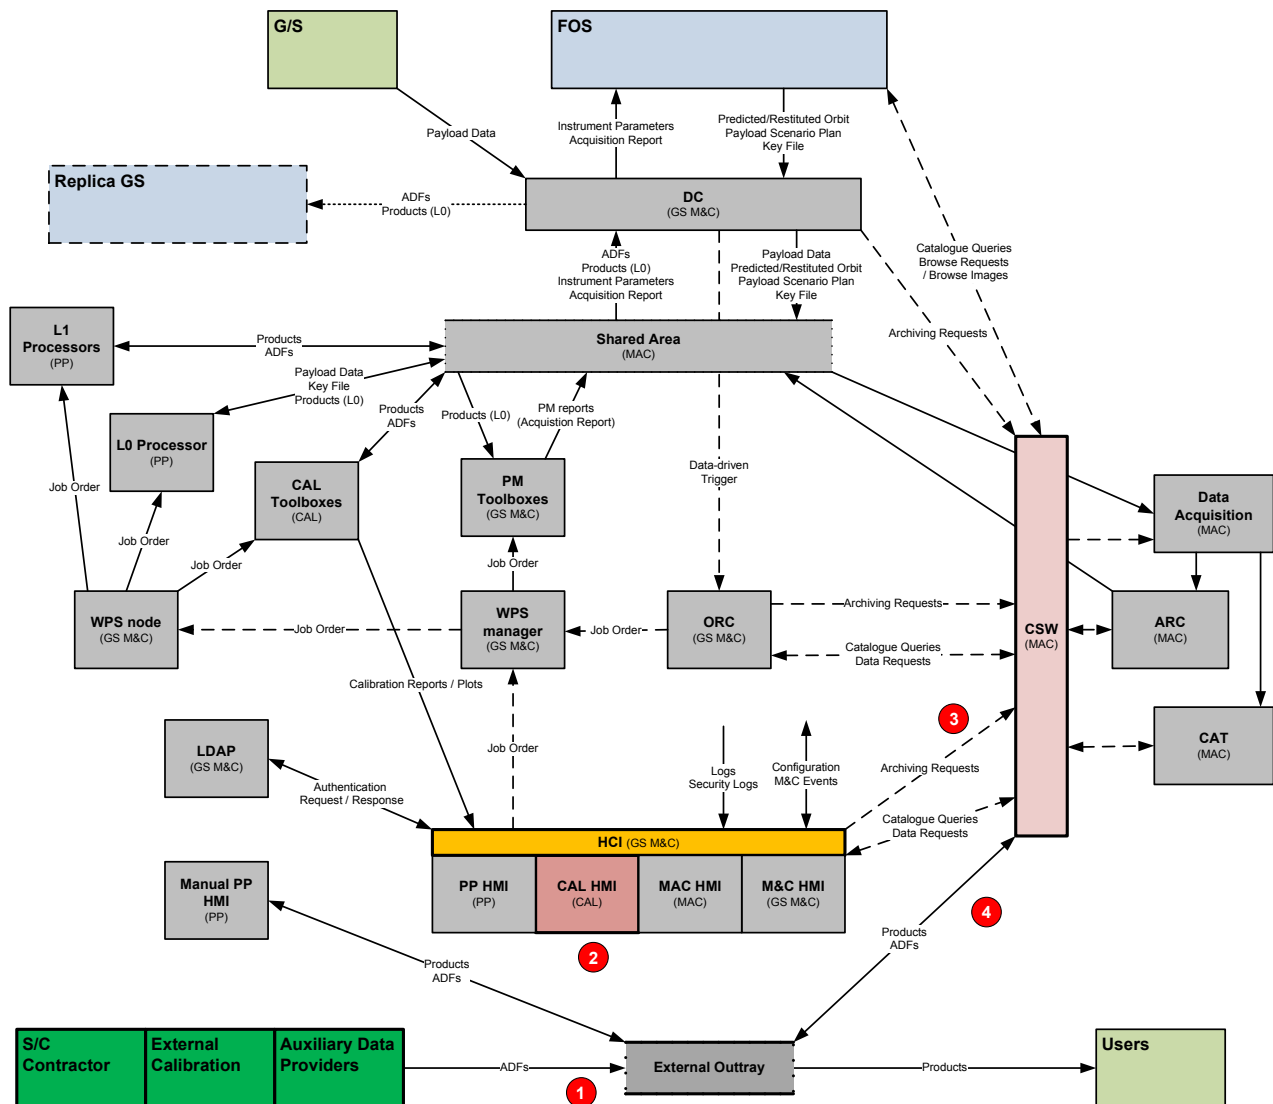 G/S
FOS
Payload Data
Instrument Parameters
Acquisition Report
Predicted/Restituted Orbit
Payload Scenario Plan
Key File
Replica GS
ADFs
Products (L0)
DC
(GS M&C)
Catalogue Queries
Browse Requests
/ Browse Images
ADFs
Products (L0)
Instrument Parameters
Acquisition Report
Payload Data
Predicted/Restituted Orbit
Payload Scenario Plan
Key File
Archiving Requests
L1
Processors
(PP)
Products
ADFs
Shared Area
(MAC)
Payload Data
Key File
Products (L0)
Products
ADFs
Products (L0)
PM reports
(Acquistion Report)
L0 Processor
(PP)
CAL
Toolboxes
(CAL)
PM
Toolboxes
(GS M&C)
Data-driven
Trigger
Data
Acquisition
(MAC)
Job Order
Job Order
Job Order
Job Order
WPS node
(GS M&C)
Job Order
WPS
manager
(GS M&C)
Job Order
ORC
(GS M&C)
Archiving Requests
Catalogue Queries
Data Requests
CSW
(MAC)
ARC
(MAC)
Calibration Reports / Plots
3
LDAP
(GS M&C)
Authentication
Request / Response
Job Order
Logs
Security Logs
Configuration
M&C Events
Archiving Requests
CAT
(MAC)
Catalogue Queries
Data Requests
HCI (GS M&C)
Manual PP
HMI
(PP)
PP HMI
(PP)
CAL HMI
(CAL)
MAC HMI
(MAC)
M&C HMI
(GS M&C)
4
2
Products
ADFs
Products
ADFs
S/C
Contractor
External
Calibration
Auxiliary Data
Providers
ADFs
1
External Outtray
Products
Users